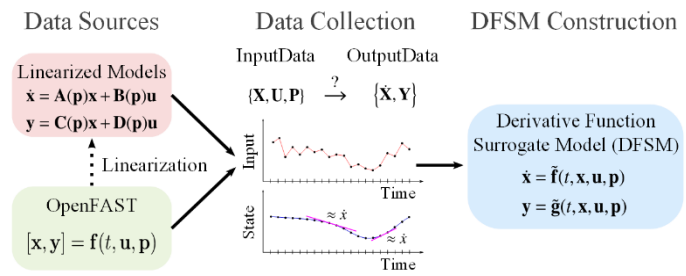 Data Sources
Linearized Models
ẋ = A(p)x + B(p)u
y = C(p)x + D(p)u
Linearization
OpenFAST
[x, y] = f(t, u, p)
Data Collection
InputData OutputData
{X, U, P} →? {Ẋ, Y}
Input
Time
State
≈ ẋ
≈ ẋ
Time
DFSM Construction
Derivative Function
Surrogate Model (DFSM)
ẋ = f̃(t, x, u, p)
y = g̃(t, x, u, p)